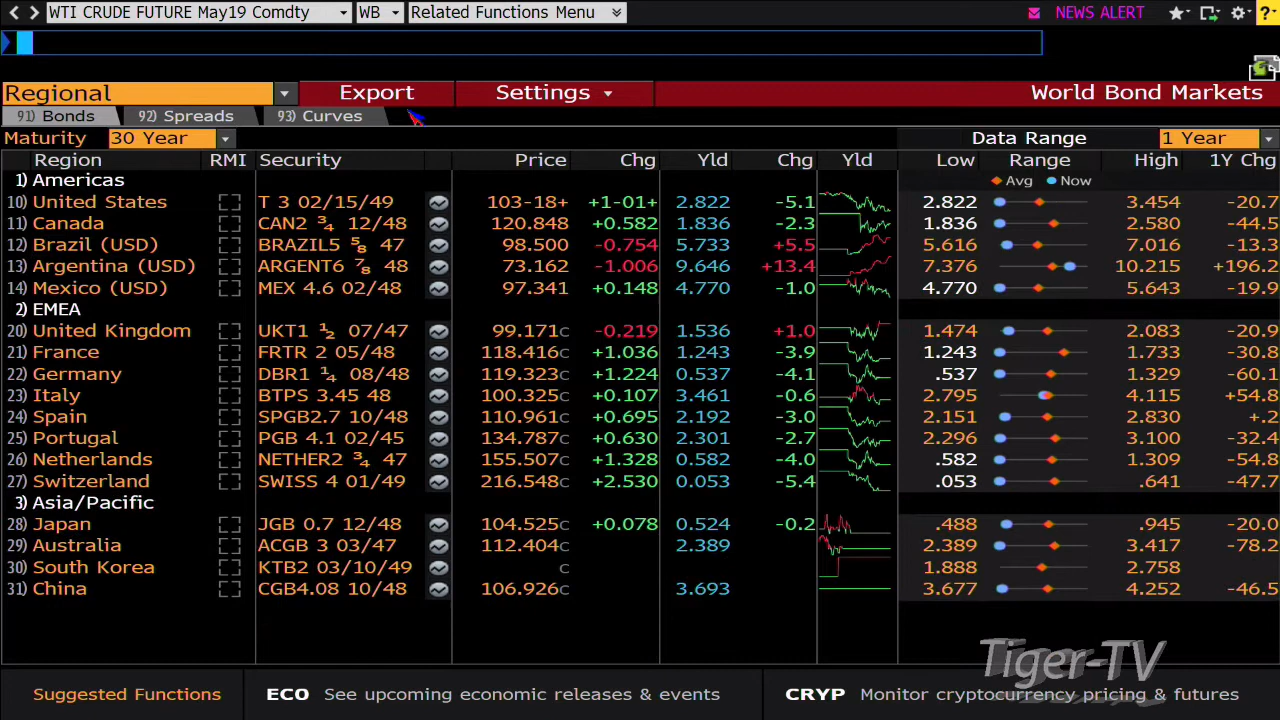 WTI CRUDE FUTURE May19 Comdty WB Related Functions Menu NEWS ALERT ?
Regional Export Settings World Bond Markets
91) Bonds 92) Spreads 93) Curves
Maturity 30 Year Data Range 1 Year
Region RMI Security Price Chg Yld Chg Yld Low Range High 1Y Chg
1) Americas Avg Now
10) United States T 3 02/15/49 103-18+ +1-01+ 2.822 -5.1 2.822 3.454 -20.7
11) Canada CAN2 ¾ 12/48 120.848 +0.582 1.836 -2.3 1.836 2.580 -44.5
12) Brazil (USD) BRAZIL5 ⅝ 47 98.500 -0.754 5.733 +5.5 5.616 7.016 -13.3
13) Argentina (USD) ARGENT6 ⅞ 48 73.162 -1.006 9.646 +13.4 7.376 10.215 +196.2
14) Mexico (USD) MEX 4.6 02/48 97.341 +0.148 4.770 -1.0 4.770 5.643 -19.9
2) EMEA
20) United Kingdom UKT1 ½ 07/47 99.171C -0.219 1.536 +1.0 1.474 2.083 -20.9
21) France FRTR 2 05/48 118.416C +1.036 1.243 -3.9 1.243 1.733 -30.8
22) Germany DBR1 ¼ 08/48 119.323C +1.224 0.537 -4.1 .537 1.329 -60.1
23) Italy BTPS 3.45 48 100.325C +0.107 3.461 -0.6 2.795 4.115 +54.8
24) Spain SPGB2.7 10/48 110.961C +0.695 2.192 -3.0 2.151 2.830 +.2
25) Portugal PGB 4.1 02/45 134.787C +0.630 2.301 -2.7 2.296 3.100 -32.4
26) Netherlands NETHER2 ¾ 47 155.507C +1.328 0.582 -4.0 .582 1.309 -54.8
27) Switzerland SWISS 4 01/49 216.548C +2.530 0.053 -5.4 .053 .641 -47.7
3) Asia/Pacific
28) Japan JGB 0.7 12/48 104.525C +0.078 0.524 -0.2 .488 .945 -20.0
29) Australia ACGB 3 03/47 112.404C 2.389 2.389 3.417 -78.2
30) South Korea KTB2 03/10/49 C 1.888 2.758
31) China CGB4.08 10/48 106.926C 3.693 3.677 4.252 -46.5
Tiger-TV
Suggested Functions ECO See upcoming economic releases & events CRYP Monitor cryptocurrency pricing & futures